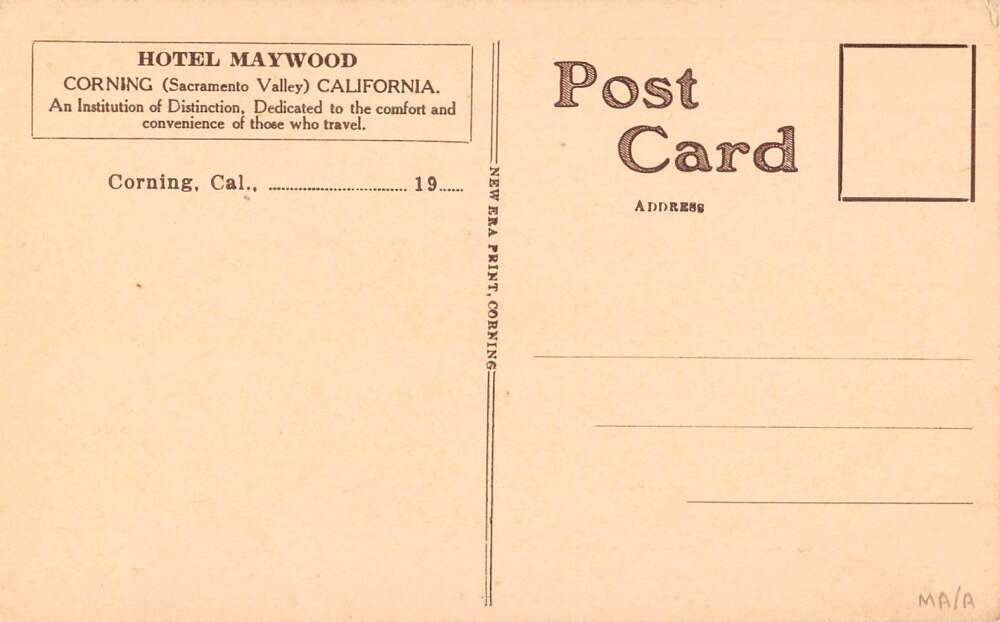 HOTEL MAYWOOD
CORNING (Sacramento Valley) CALIFORNIA.
An Institution of Distinction, Dedicated to the comfort and
convenience of those who travel.
Corning, Cal., ................................ 19......
NEW ERA PRINT, CORNING
Post
Card
ADDRESS
MA/A